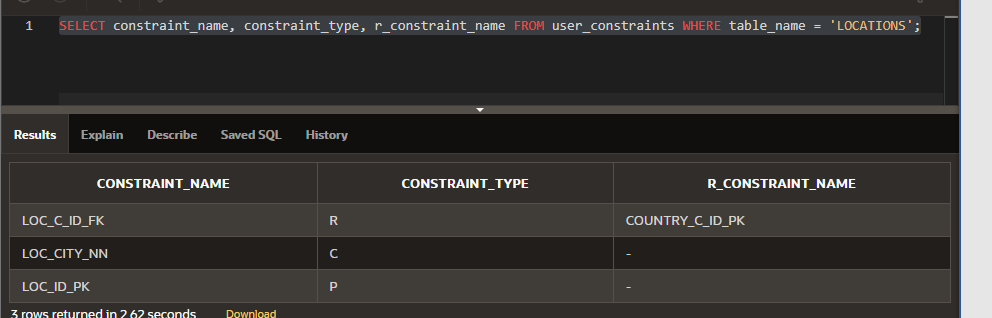 1 SELECT constraint_name, constraint_type, r_constraint_name FROM user_constraints WHERE table_name = 'LOCATIONS';
Results Explain Describe Saved SQL History
CONSTRAINT_NAME CONSTRAINT_TYPE R_CONSTRAINT_NAME
LOC_C_ID_FK R COUNTRY_C_ID_PK
LOC_CITY_NN C -
LOC_ID_PK P -
3 rows returned in 2.62 seconds Download